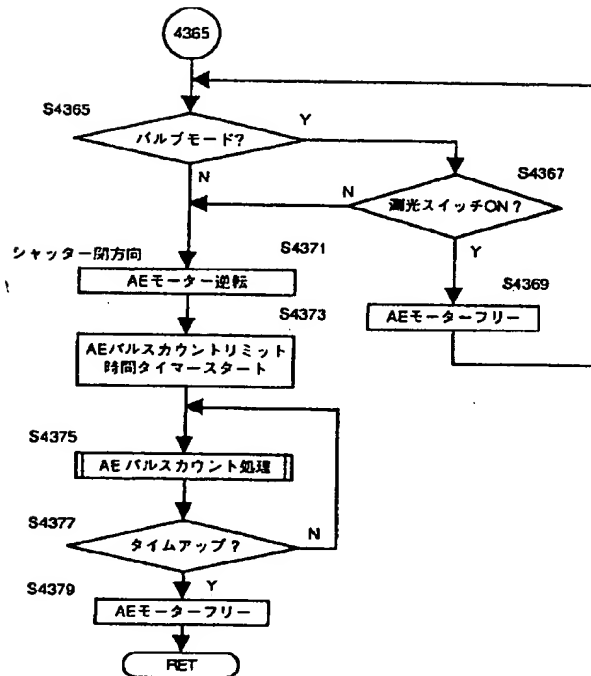 4365
S4365
バルブモード?
Y
N
S4367
測光スイッチON?
N
Y
シャッター閉方向
S4371
AEモーター逆転
S4369
AEモーターフリー
S4373
AEパルスカウントリミット
時間タイマースタート
S4375
AEパルスカウント処理
S4377
タイムアップ?
N
Y
S4379
AEモーターフリー
RET